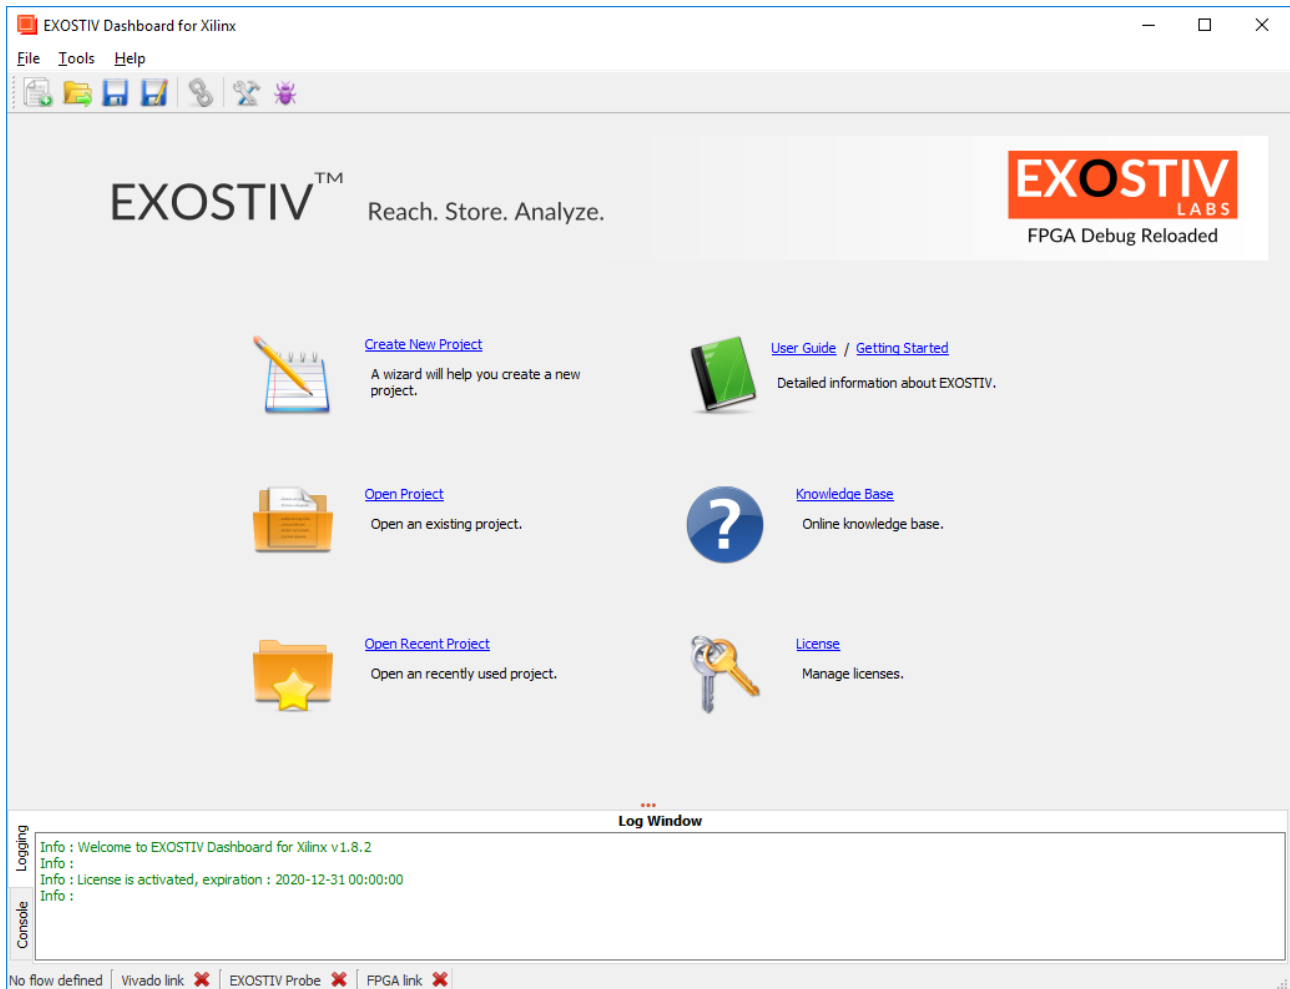 EXOSTIV Dashboard for Xilinx
File Tools Help
EXOSTIV™ Reach. Store. Analyze.
EXOSTIV
LABS
FPGA Debug Reloaded
Create New Project
A wizard will help you create a new
project.
User Guide / Getting Started
Detailed information about EXOSTIV.
Open Project
Open an existing project.
Knowledge Base
Online knowledge base.
Open Recent Project
Open an recently used project.
License
Manage licenses.
Log Window
Logging
Console
Info : Welcome to EXOSTIV Dashboard for Xilinx v1.8.2
Info :
Info : License is activated, expiration : 2020-12-31 00:00:00
Info :
No flow defined Vivado link EXOSTIV Probe FPGA link